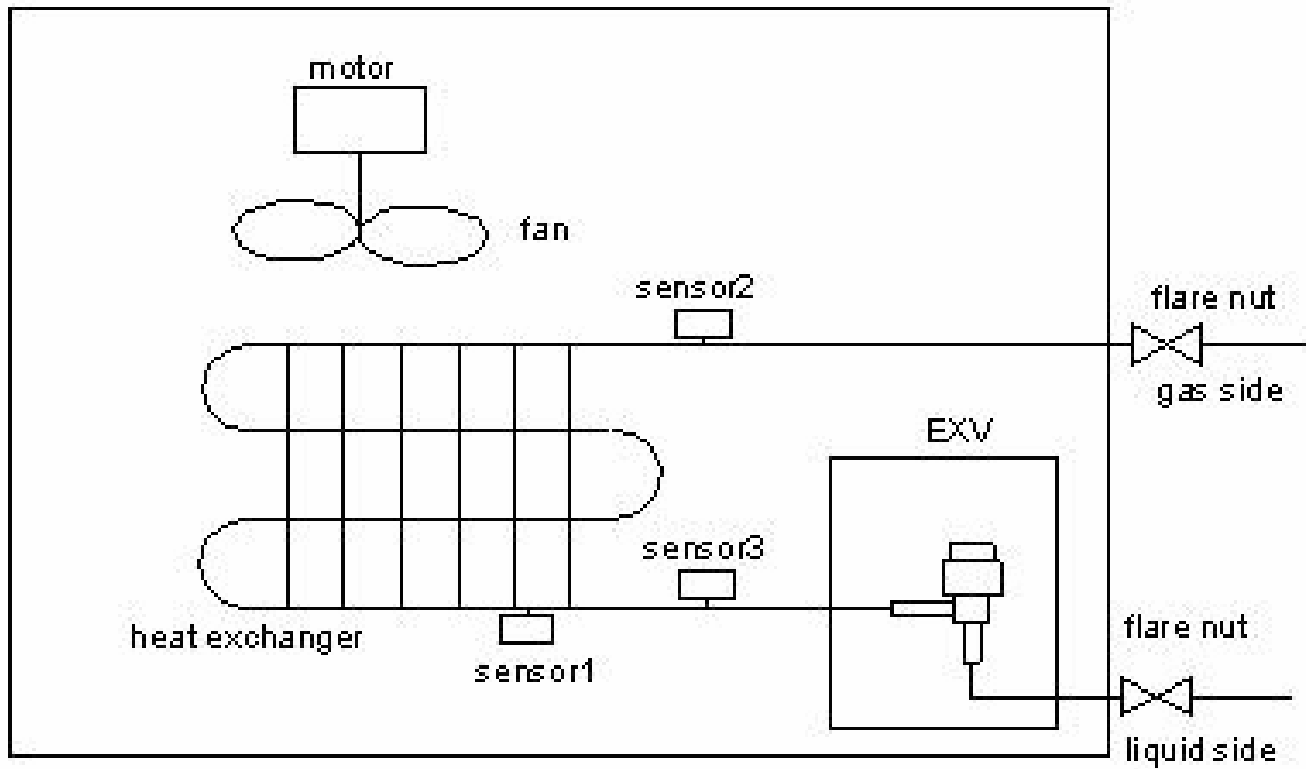 motor
fan
sensor2
flare nut
gas side
EXV
sensor3
flare nut
heat exchanger
sensor1
liquid side